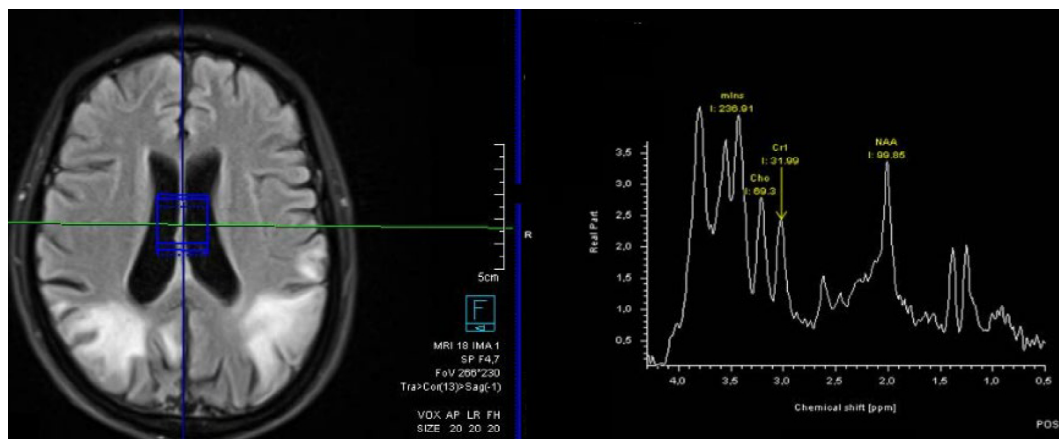 5cm
F
MRI 18 IMA 1
SP F4,7
FoV 266*230
Tra>Cor(13)>Sag(-1)
VOX AP LR FH
SIZE 20 20 20
R
mIns
I: 236.91
Cr1
I: 31.99
Cho
I: 69.3
NAA
I: 99.85
3,5
3,0
2,5
2,0
1,5
1,0
0,5
Real Part
4,0 3,5 3,0 2,5 2,0 1,5 1,0 0,5
Chemical shift [ppm]
POS